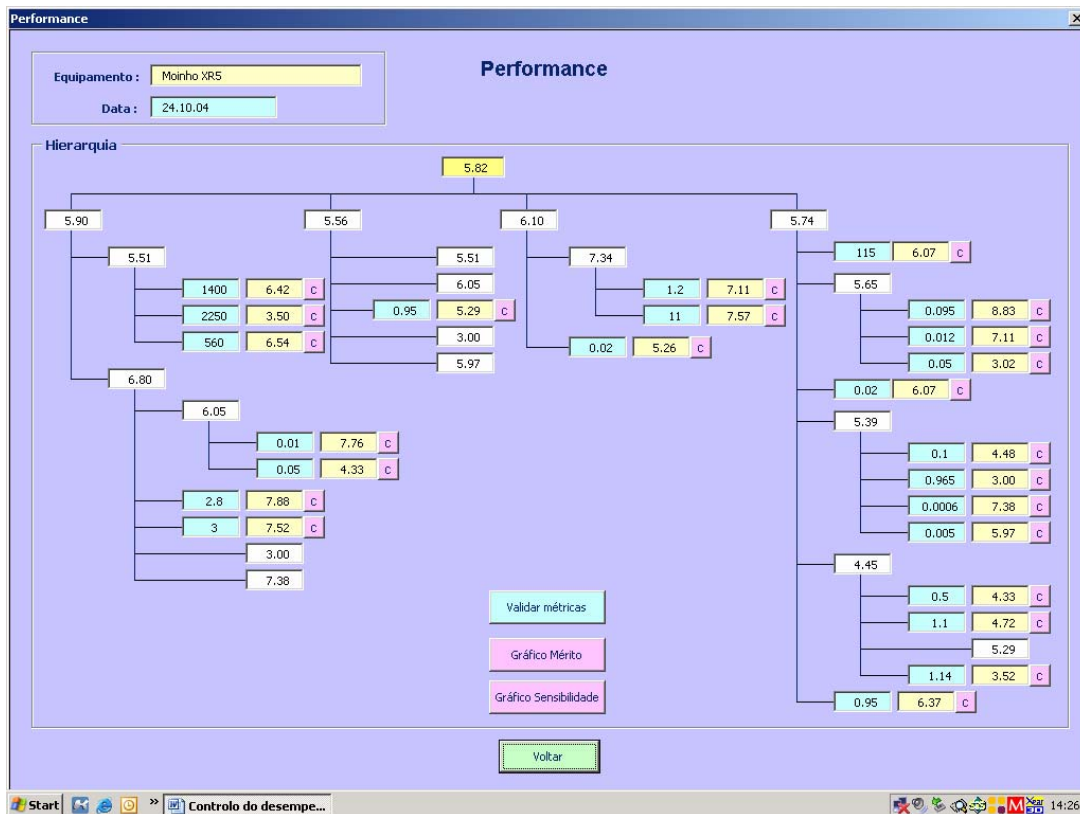 Performance
Performance
Equipamento :
Moinho XR5
Data :
24.10.04
Hierarquia
5.82
5.90
5.56
6.10
5.74
115 6.07 c
5.51
5.51
7.34
5.65
6.05
1400 6.42 c
1.2 7.11 c
0.95 5.29 c
0.095 8.83 c
2250 3.50 c
11 7.57 c
3.00
0.012 7.11 c
560 6.54 c
0.02 5.26 c
5.97
0.05 3.02 c
6.80
0.02 6.07 c
6.05
5.39
0.01 7.76 c
0.1 4.48 c
0.05 4.33 c
0.965 3.00 c
2.8 7.88 c
0.0006 7.38 c
3 7.52 c
0.005 5.97 c
3.00
4.45
7.38
0.5 4.33 c
Validar métricas
1.1 4.72 c
5.29
Gráfico Mérito
1.14 3.52 c
Gráfico Sensibilidade
0.95 6.37 c
Voltar
Start
»
Controlo do desempe...
M
14:26